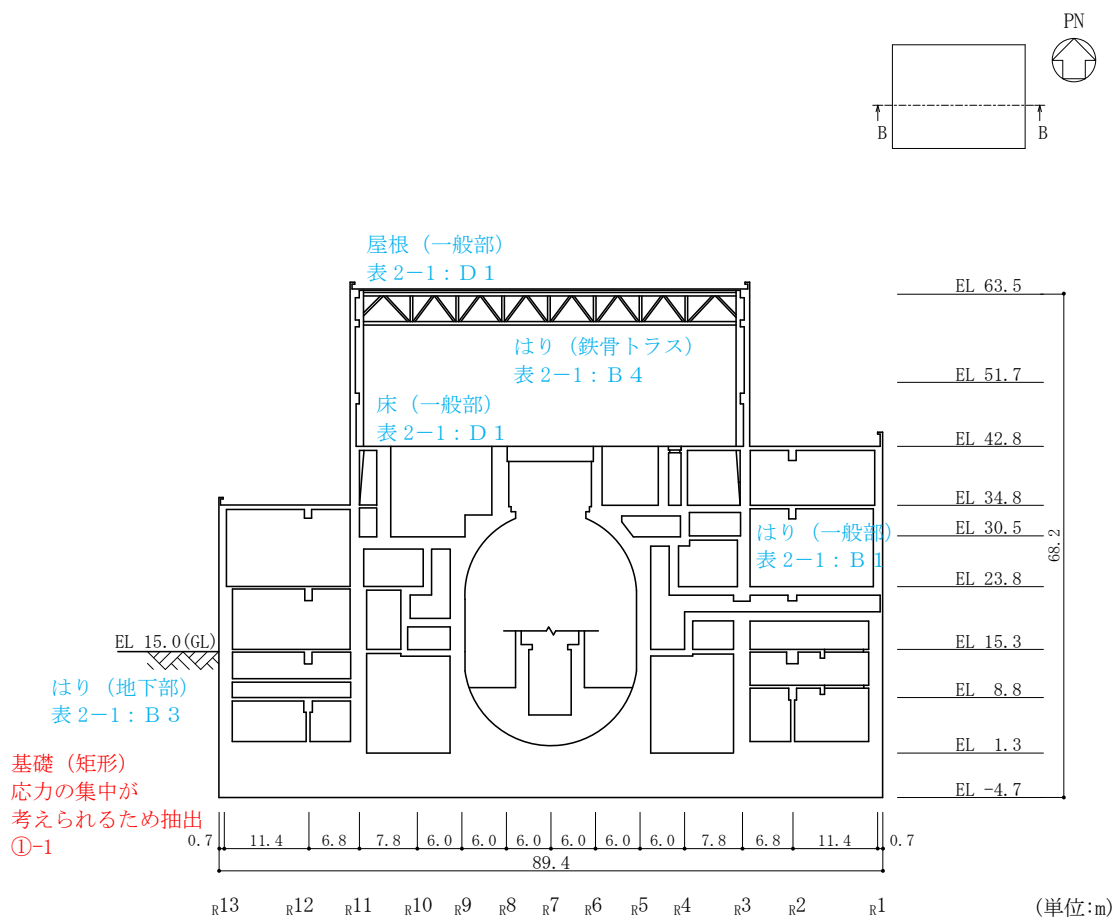 PN
B
B
屋根（一般部）
表 2－1：D 1
はり（鉄骨トラス）
表 2－1：B 4
床（一般部）
表 2－1：D 1
はり（一般部）
表 2－1：B 1
はり（地下部）
表 2－1：B 3
基礎（矩形）
応力の集中が
考えられるため抽出
①-1
EL 15.0(GL)
EL 63.5
EL 51.7
EL 42.8
EL 34.8
EL 30.5
EL 23.8
EL 15.3
EL 8.8
EL 1.3
EL -4.7
68.2
0.7 11.4 6.8 7.8 6.0 6.0 6.0 6.0 6.0 6.0 7.8 6.8 11.4 0.7
89.4
R13 R12 R11 R10 R9 R8 R7 R6 R5 R4 R3 R2 R1
(単位:m)